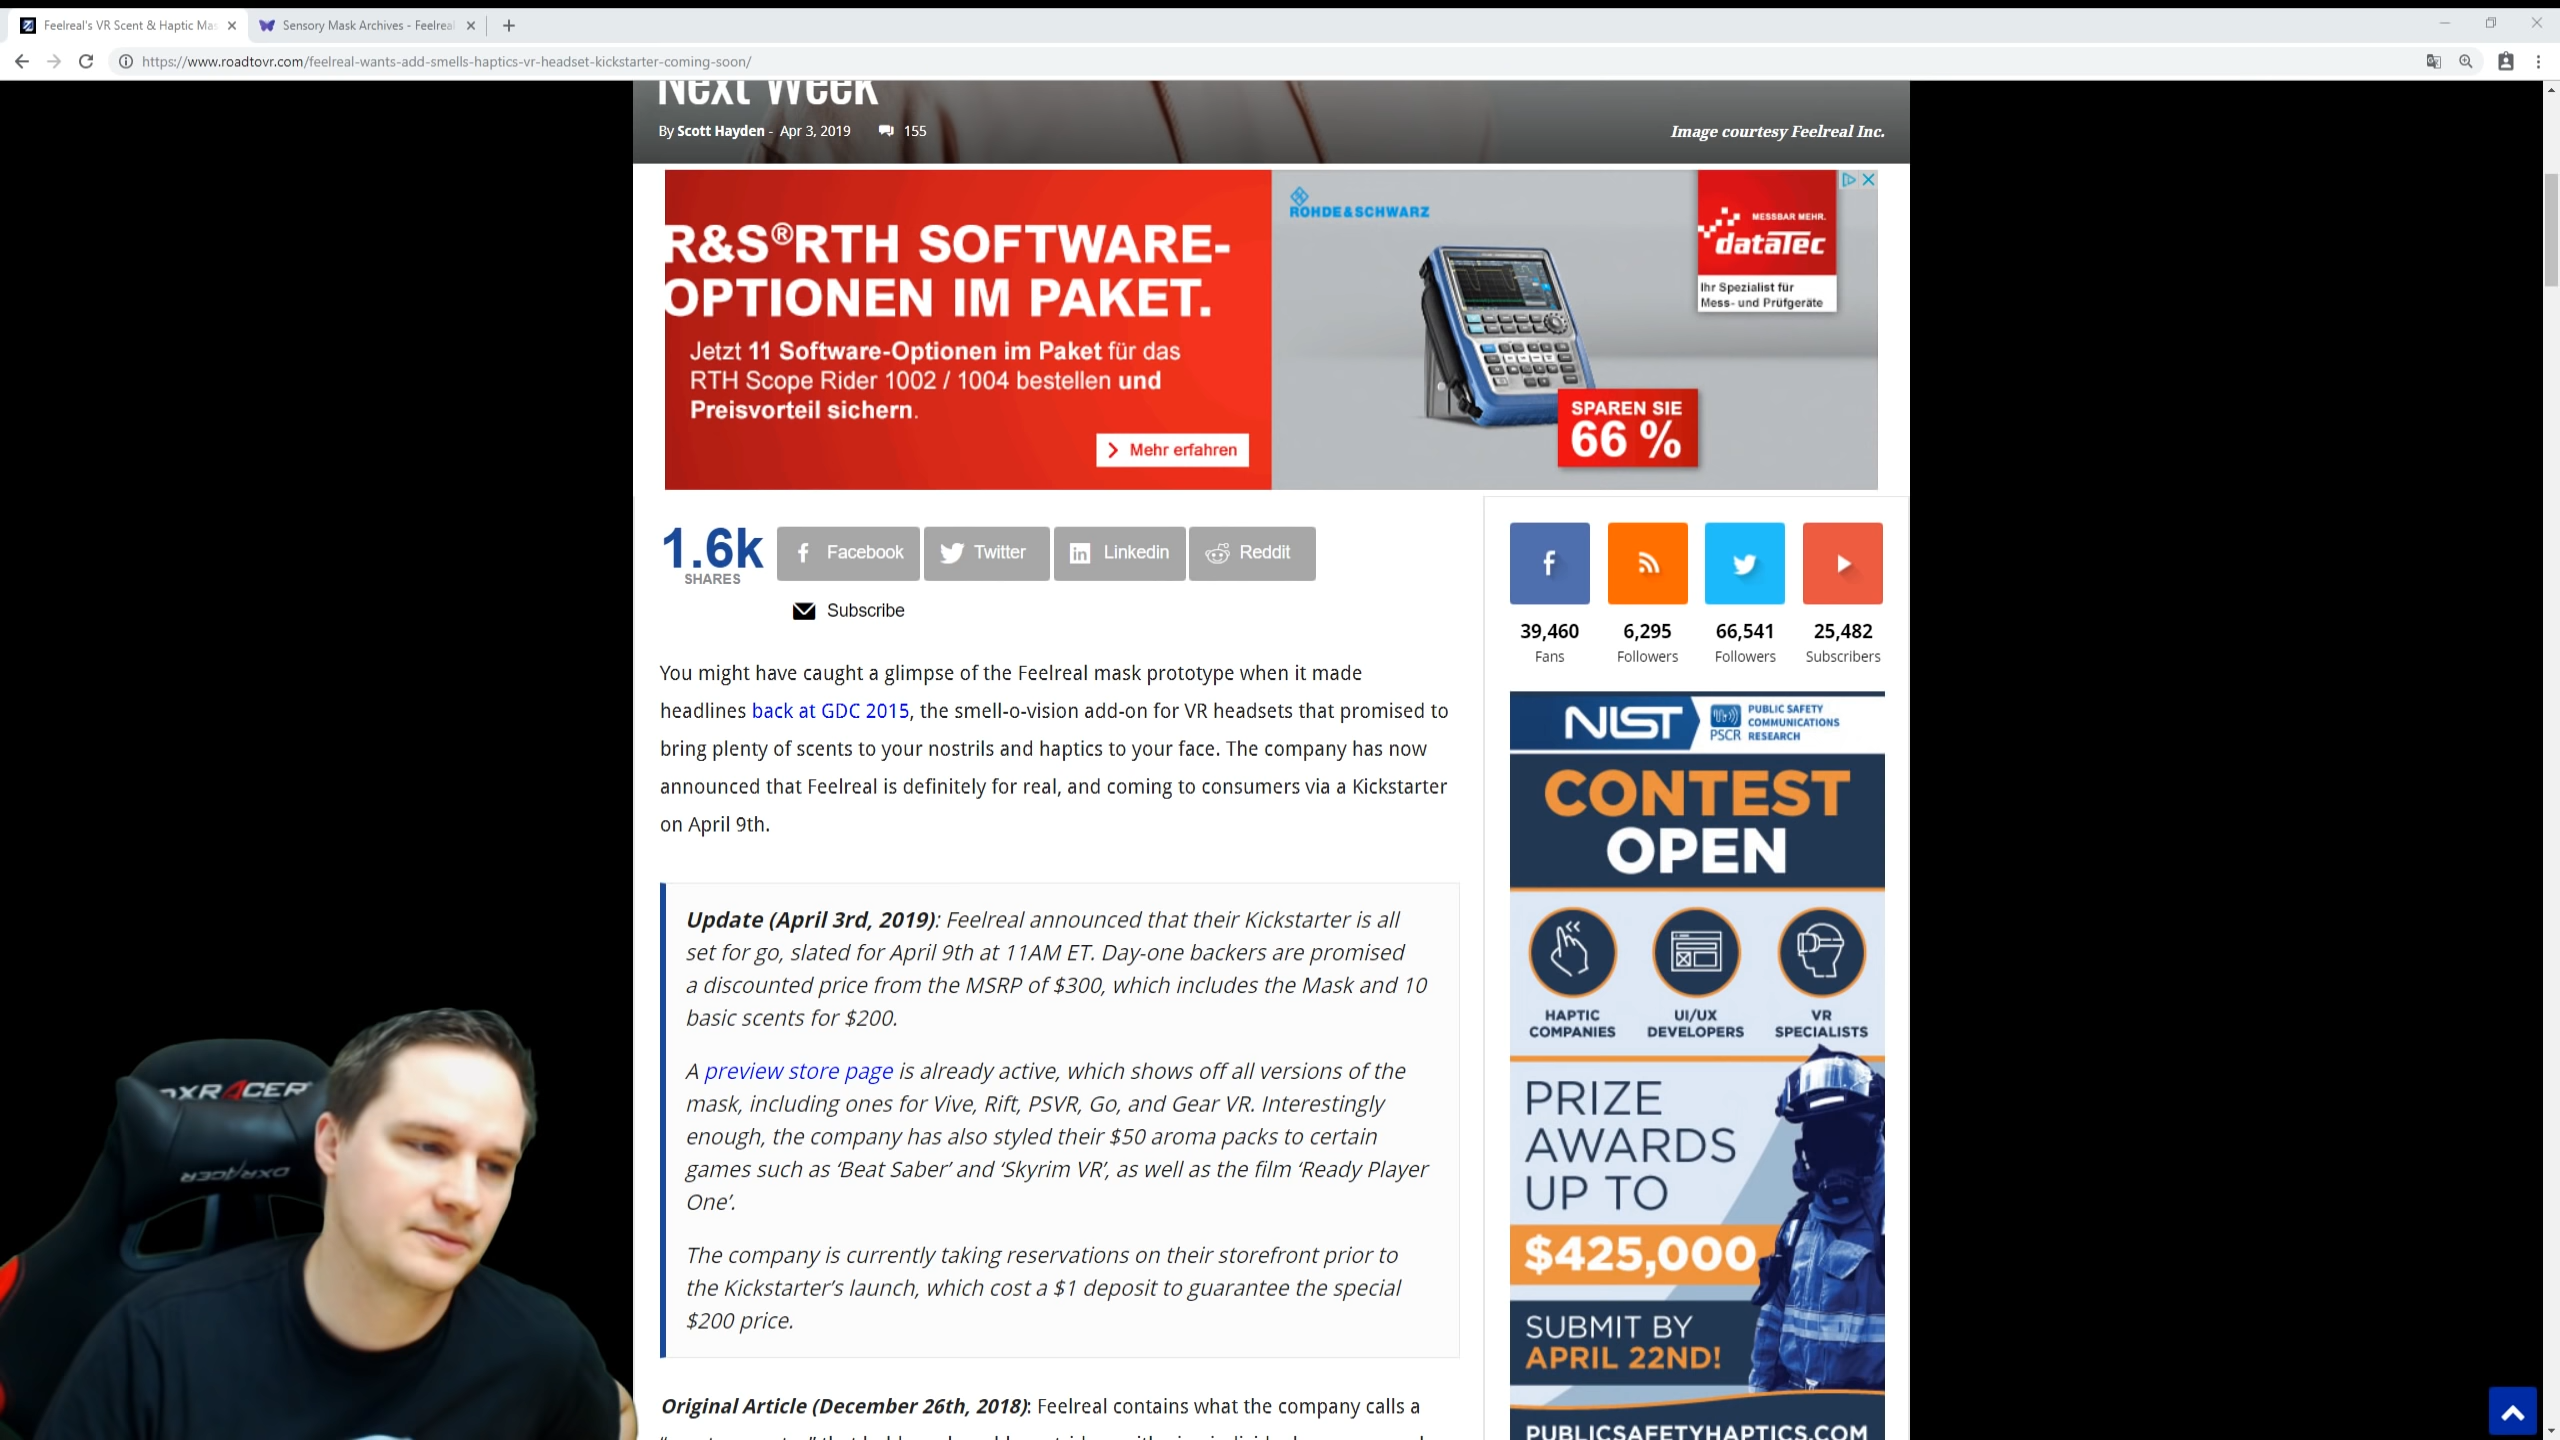 Feelreal's VR Scent & Haptic Mas
Sensory Mask Archives - Feelreal
https://www.roadtovr.com/feelreal-wants-add-smells-haptics-vr-headset-kickstarter-coming-soon/
Next Week
By Scott Hayden - Apr 3, 2019 155
Image courtesy Feelreal Inc.
R&S®RTH SOFTWARE-
OPTIONEN IM PAKET.
Jetzt 11 Software-Optionen im Paket für das
RTH Scope Rider 1002 / 1004 bestellen und
Preisvorteil sichern.
Mehr erfahren
ROHDE&SCHWARZ
MESSBAR MEHR.
dataTec
Ihr Spezialist für
Mess- und Prüfgeräte
SPAREN SIE
66 %
1.6k
SHARES
Facebook
Twitter
Linkedin
Reddit
Subscribe
39,460
Fans
6,295
Followers
66,541
Followers
25,482
Subscribers
You might have caught a glimpse of the Feelreal mask prototype when it made
headlines back at GDC 2015, the smell-o-vision add-on for VR headsets that promised to
bring plenty of scents to your nostrils and haptics to your face. The company has now
announced that Feelreal is definitely for real, and coming to consumers via a Kickstarter
on April 9th.
Update (April 3rd, 2019): Feelreal announced that their Kickstarter is all
set for go, slated for April 9th at 11AM ET. Day-one backers are promised
a discounted price from the MSRP of $300, which includes the Mask and 10
basic scents for $200.
A preview store page is already active, which shows off all versions of the
mask, including ones for Vive, Rift, PSVR, Go, and Gear VR. Interestingly
enough, the company has also styled their $50 aroma packs to certain
games such as ‘Beat Saber’ and ‘Skyrim VR’, as well as the film ‘Ready Player
One’.
The company is currently taking reservations on their storefront prior to
the Kickstarter’s launch, which cost a $1 deposit to guarantee the special
$200 price.
Original Article (December 26th, 2018): Feelreal contains what the company calls a
NIST
PSCR
PUBLIC SAFETY
COMMUNICATIONS
RESEARCH
CONTEST
OPEN
HAPTIC
COMPANIES
UI/UX
DEVELOPERS
VR
SPECIALISTS
PRIZE
AWARDS
UP TO
$425,000
SUBMIT BY
APRIL 22ND!
PUBLICSAFETYHAPTICS.COM
DXRACER
DXRACER